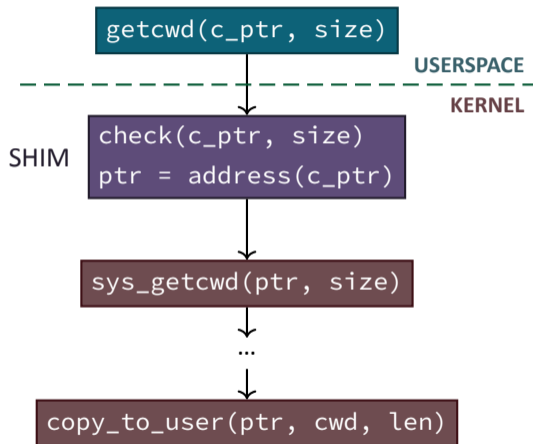 getcwd(c_ptr, size)
USERSPACE
KERNEL
SHIM
check(c_ptr, size)
ptr = address(c_ptr)
sys_getcwd(ptr, size)
...
copy_to_user(ptr, cwd, len)